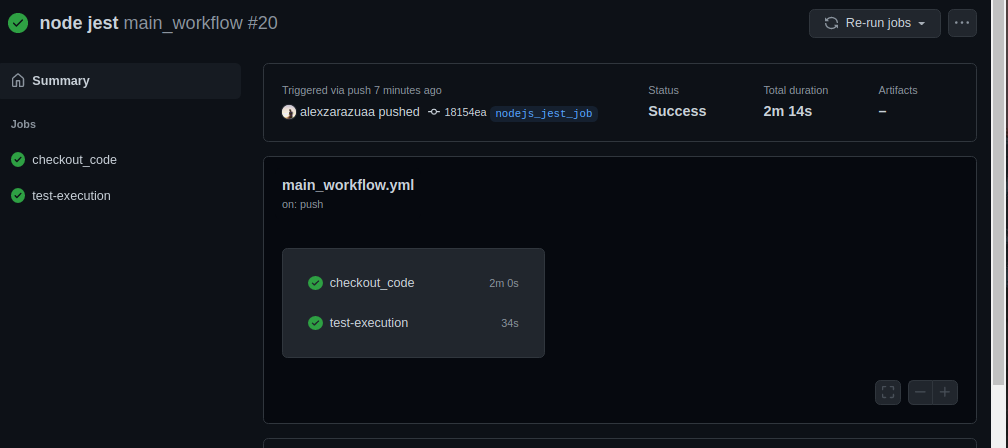 node jest main_workflow #20
Re-run jobs
Summary
Jobs
checkout_code
test-execution
Triggered via push 7 minutes ago
alexzarazuaa pushed 18154ea nodejs_jest_job
Status
Success
Total duration
2m 14s
Artifacts
–
main_workflow.yml
on: push
checkout_code 2m 0s
test-execution 34s